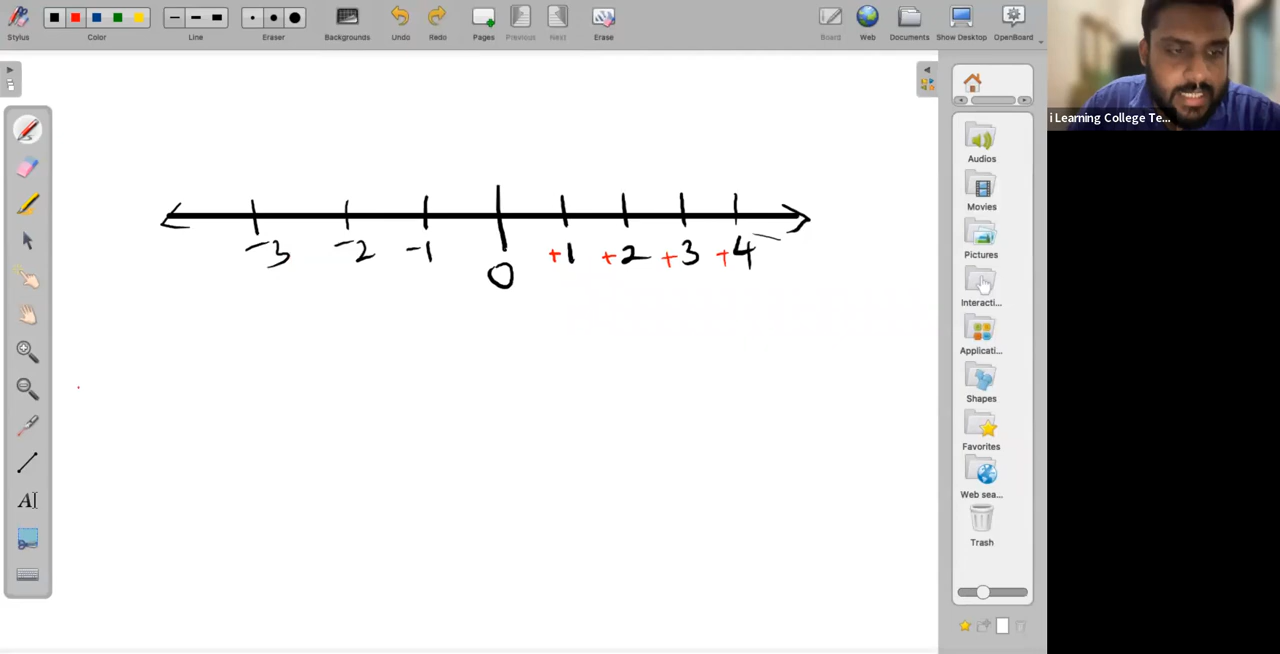 Stylus Color Line Eraser Backgrounds Undo Redo Pages Previous Next Erase Board Web Documents Show Desktop OpenBoard
i Learning College Te...
Audios
Movies
-3 -2 -1 0 +1 +2 +3 +4
Pictures
Interacti...
Applicati...
Shapes
Favorites
Web sea...
Trash